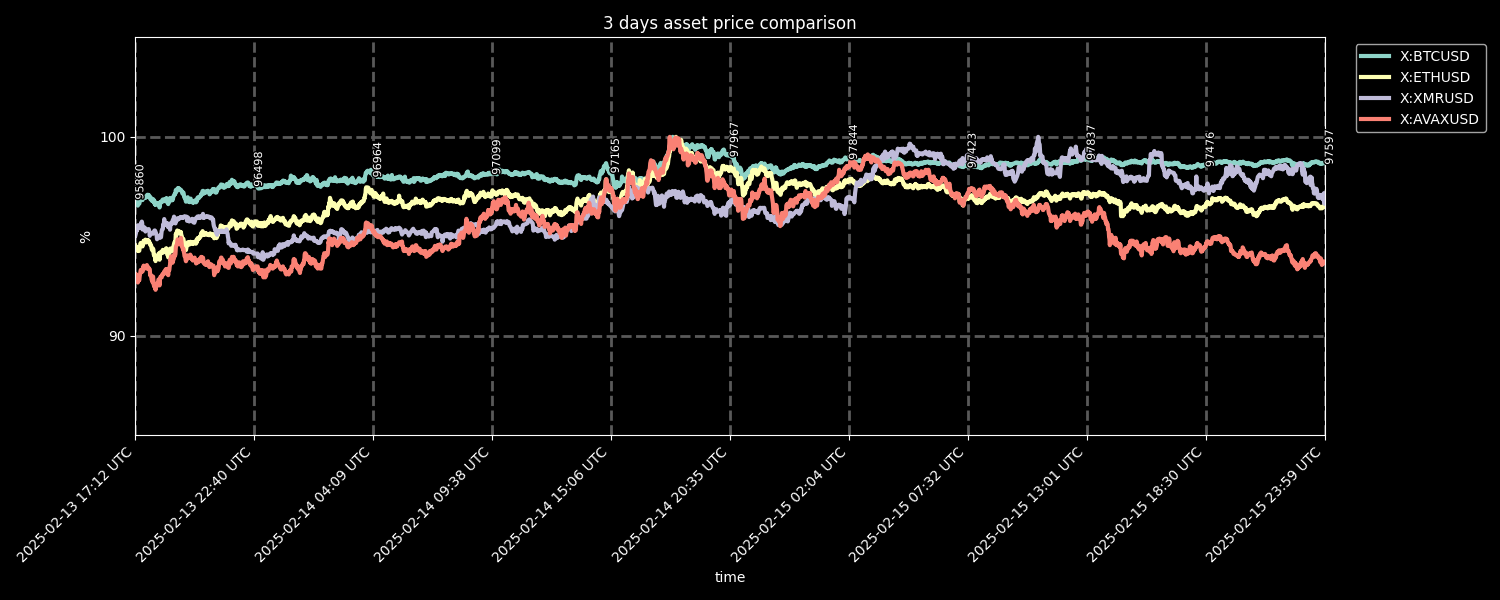 3 days asset price comparison
X:BTCUSD
X:ETHUSD
X:XMRUSD
X:AVAXUSD
100
90
%
95860
96498
96964
97099
97165
97967
97844
97423
97837
97476
97597
2025-02-13 17:12 UTC
2025-02-13 22:40 UTC
2025-02-14 04:09 UTC
2025-02-14 09:38 UTC
2025-02-14 15:06 UTC
2025-02-14 20:35 UTC
2025-02-15 02:04 UTC
2025-02-15 07:32 UTC
2025-02-15 13:01 UTC
2025-02-15 18:30 UTC
2025-02-15 23:59 UTC
time